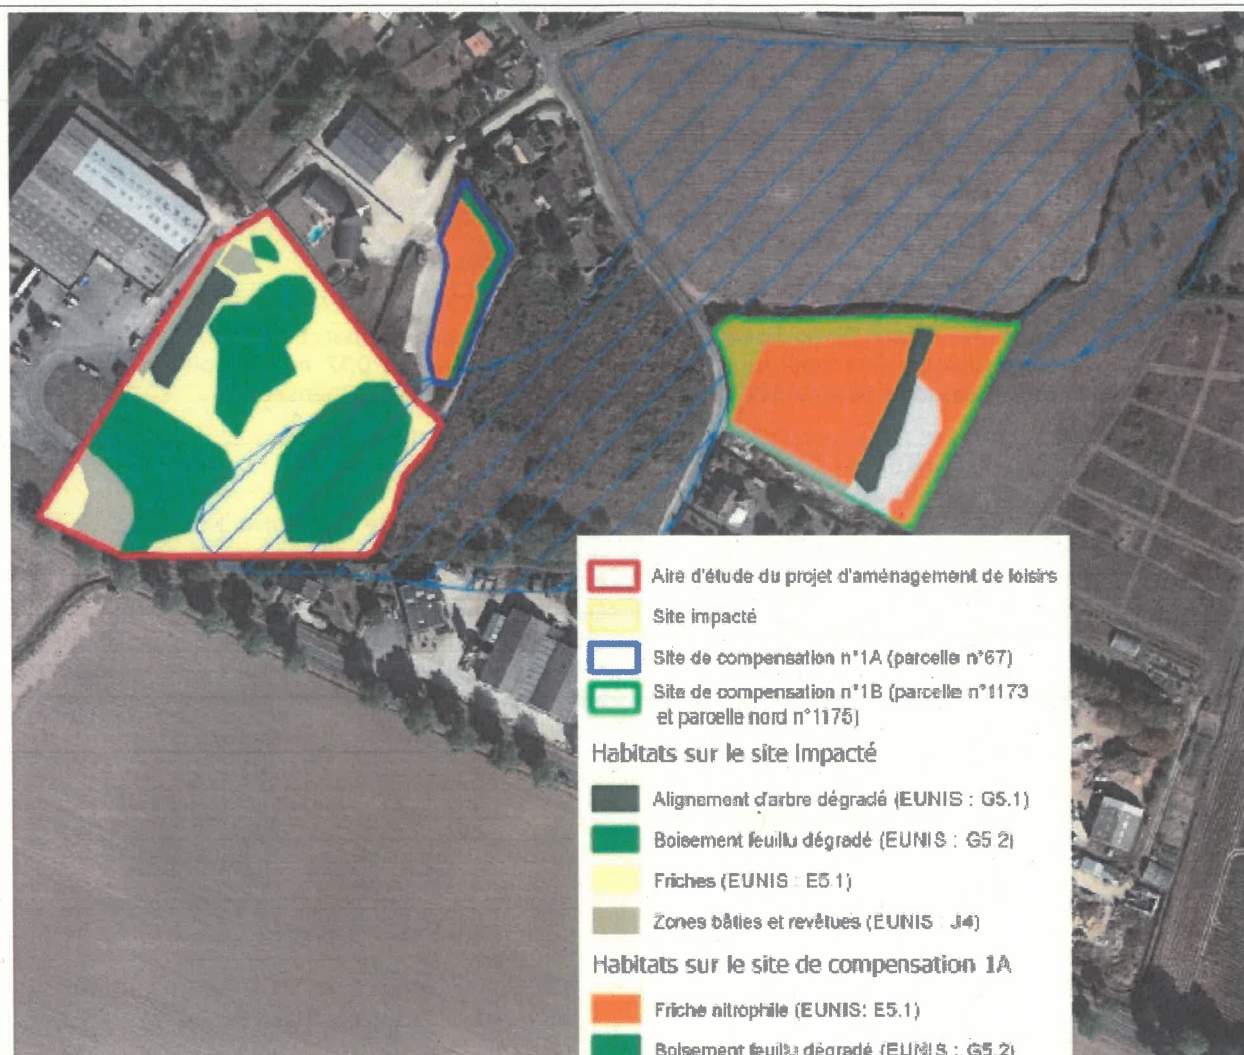 Aire d'étude du projet d'aménagement de loisirs
Site impacté
Site de compensation n°1A (parcelle n°67)
Site de compensation n°1B (parcelle n°1173
et parcelle nord n°1175)
Habitats sur le site impacté
Alignement d'arbre dégradé (EUNIS : G5.1)
Boisement feuillu dégradé (EUNIS : G5.2)
Friches (EUNIS : E5.1)
Zones bâties et revêtues (EUNIS : J4)
Habitats sur le site de compensation 1A
Friche nitrophile (EUNIS: E5.1)
Boisement feuillu dégradé (EUNIS : G5.2)